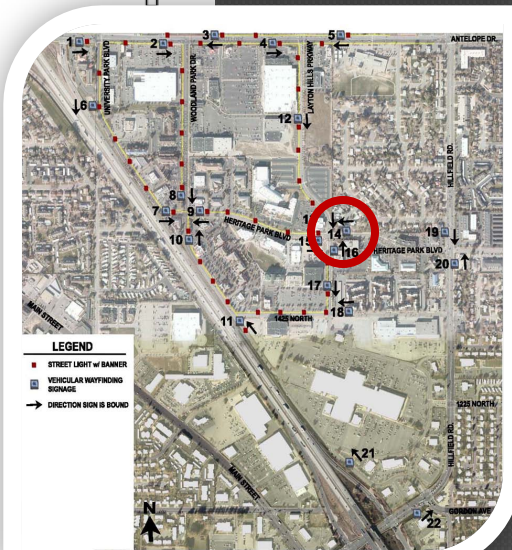 1
2
3
4
5
ANTELOPE DR.
UNIVERSITY PARK BLVD
WOODLAND PARK DR.
LAYTON HILLS PRKWAY
HILLFIELD RD.
6
12
8
7
9
10
HERITAGE PARK BLVD
14
15
16
19
HERITAGE PARK BLVD
20
17
18
11
1425 NORTH
MAIN STREET
LEGEND
STREET LIGHT w/ BANNER
VEHICULAR WAYFINDING
SIGNAGE
DIRECTION SIGN IS BOUND
1225 NORTH
HILLFIELD RD.
MAIN STREET
21
N
GORDON AVE
22